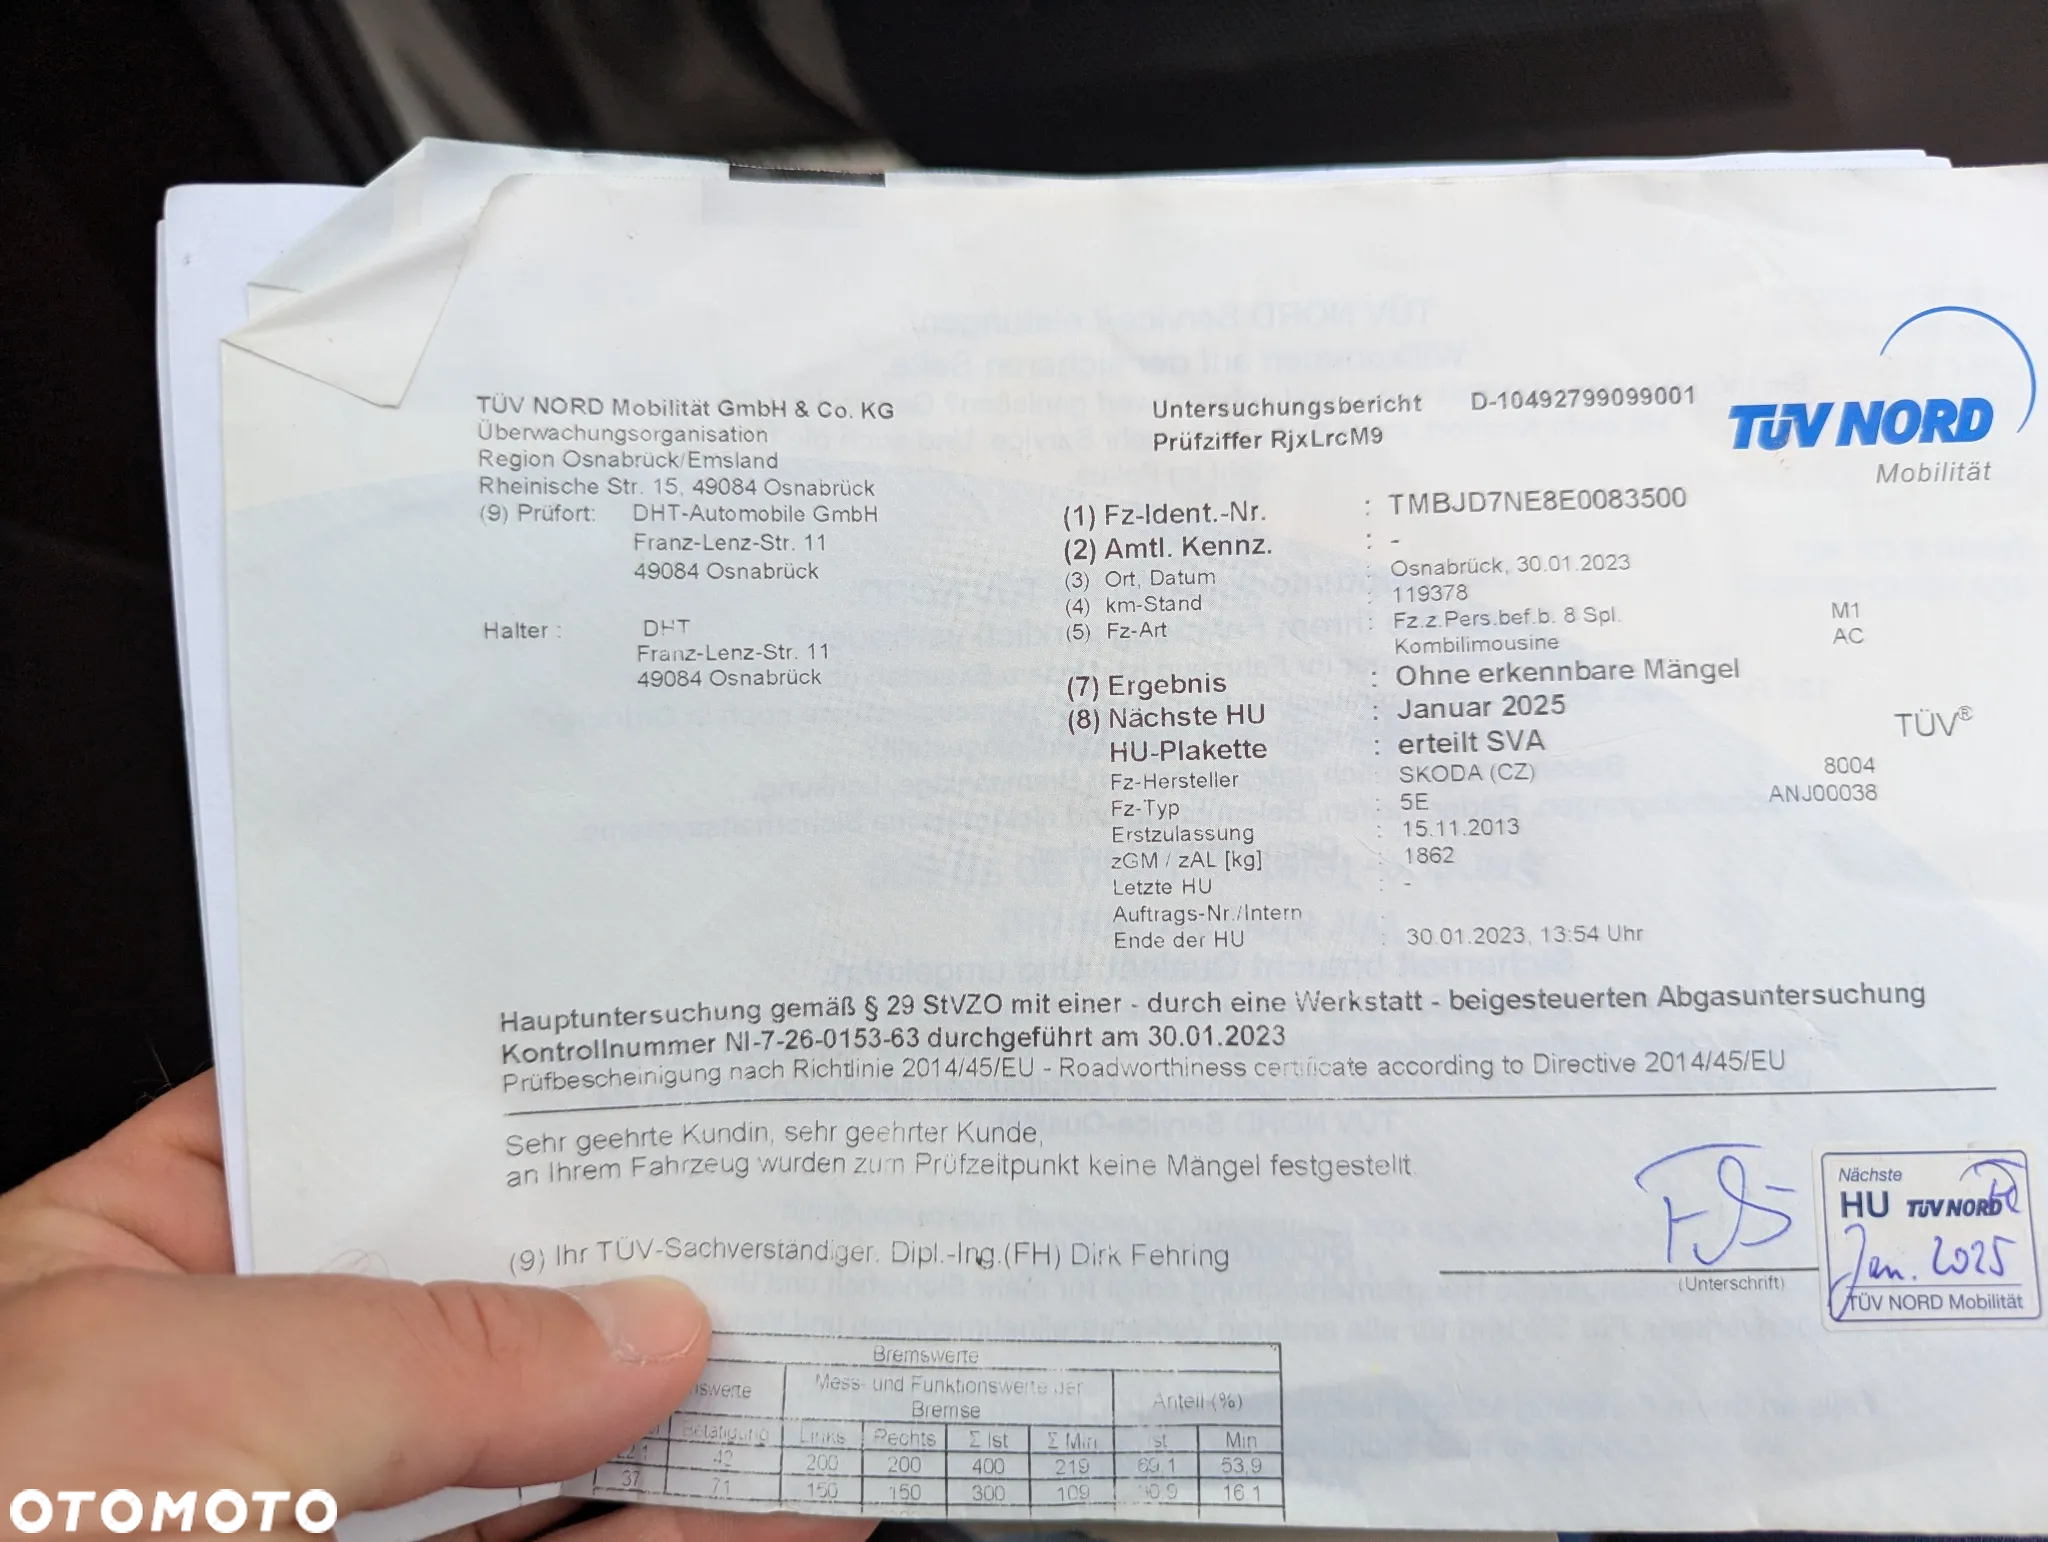 TÜV NORD Mobilität GmbH & Co. KG
Überwachungsorganisation
Region Osnabrück/Emsland
Rheinische Str. 15, 49084 Osnabrück
(9) Prüfort: DHT-Automobile GmbH
Franz-Lenz-Str. 11
49084 Osnabrück
Halter : DHT
Franz-Lenz-Str. 11
49084 Osnabrück
Untersuchungsbericht D-10492799099001
Prüfziffer RjxLrcM9
TÜV NORD
Mobilität
(1) Fz-Ident.-Nr. : TMBJD7NE8E0083500
(2) Amtl. Kennz. : -
(3) Ort, Datum : Osnabrück, 30.01.2023
(4) km-Stand : 119378
(5) Fz-Art : Fz.z.Pers.bef.b. 8 Spl. M1
Kombilimousine AC
(7) Ergebnis : Ohne erkennbare Mängel
(8) Nächste HU : Januar 2025
TÜV®
HU-Plakette : erteilt SVA
Fz-Hersteller : SKODA (CZ) 8004
Fz-Typ : 5E ANJ00038
Erstzulassung : 15.11.2013
zGM / zAL [kg] : 1862
Letzte HU : -
Auftrags-Nr./Intern
Ende der HU : 30.01.2023, 13:54 Uhr
Hauptuntersuchung gemäß § 29 StVZO mit einer - durch eine Werkstatt - beigesteuerten Abgasuntersuchung
Kontrollnummer NI-7-26-0153-63 durchgeführt am 30.01.2023
Prüfbescheinigung nach Richtlinie 2014/45/EU - Roadworthiness certificate according to Directive 2014/45/EU
Sehr geehrte Kundin, sehr geehrter Kunde,
an Ihrem Fahrzeug wurden zum Prüfzeitpunkt keine Mängel festgestellt
(9) Ihr TÜV-Sachverständiger. Dipl.-Ing.(FH) Dirk Fehring
(Unterschrift)
Nächste
HU TÜV NORD
Jan. 2025
TÜV NORD Mobilität
Bremswerte
Mess- und Funktionswerte der Anteil (%)
Bremse
Betätigung Links Rechts Σ Ist Σ Min Ist Min
42 200 200 400 219 69,1 53,9
37 71 150 150 300 109 16,1
OTOMOTO